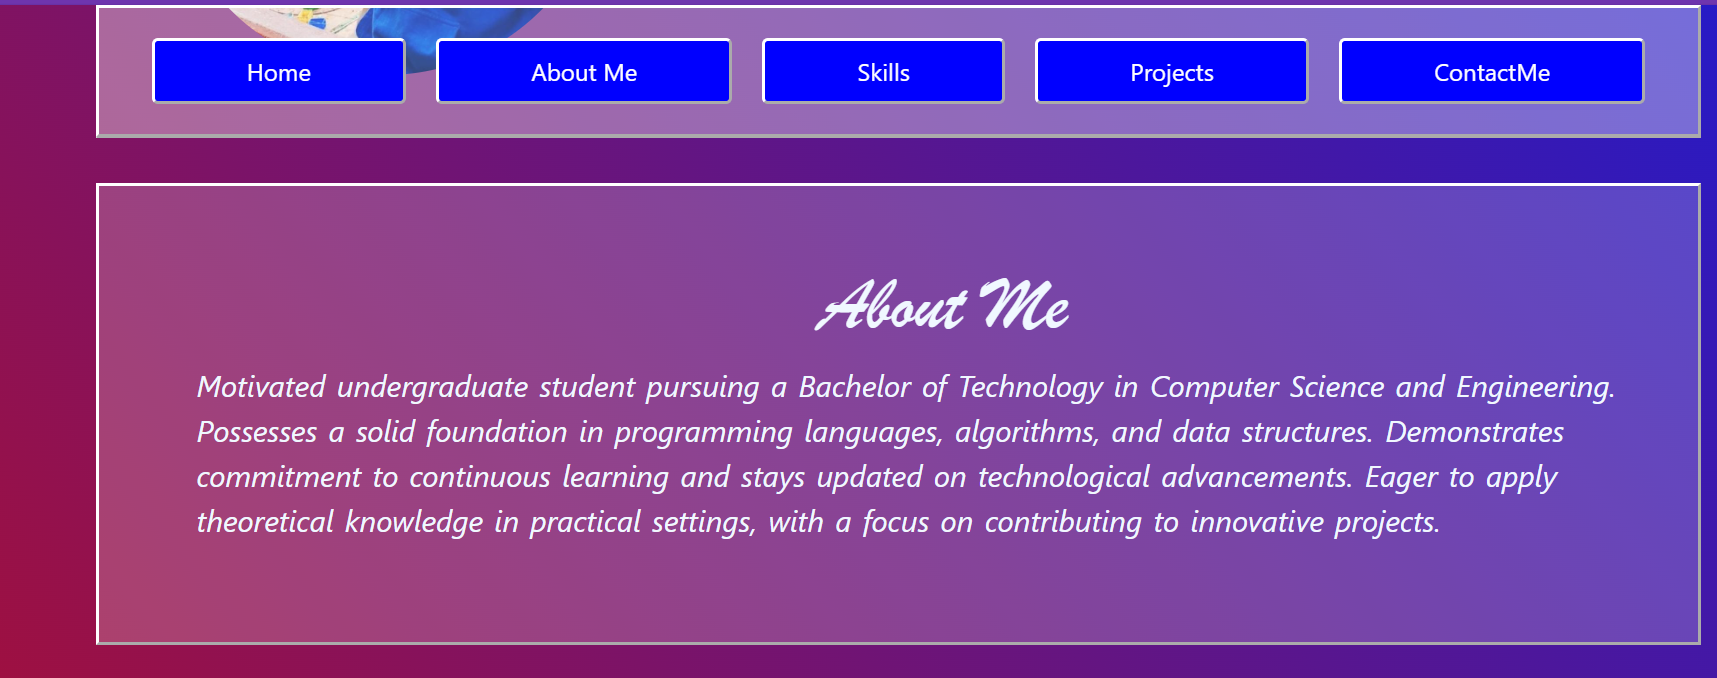 Home About Me Skills Projects ContactMe
About Me
Motivated undergraduate student pursuing a Bachelor of Technology in Computer Science and Engineering.
Possesses a solid foundation in programming languages, algorithms, and data structures. Demonstrates
commitment to continuous learning and stays updated on technological advancements. Eager to apply
theoretical knowledge in practical settings, with a focus on contributing to innovative projects.